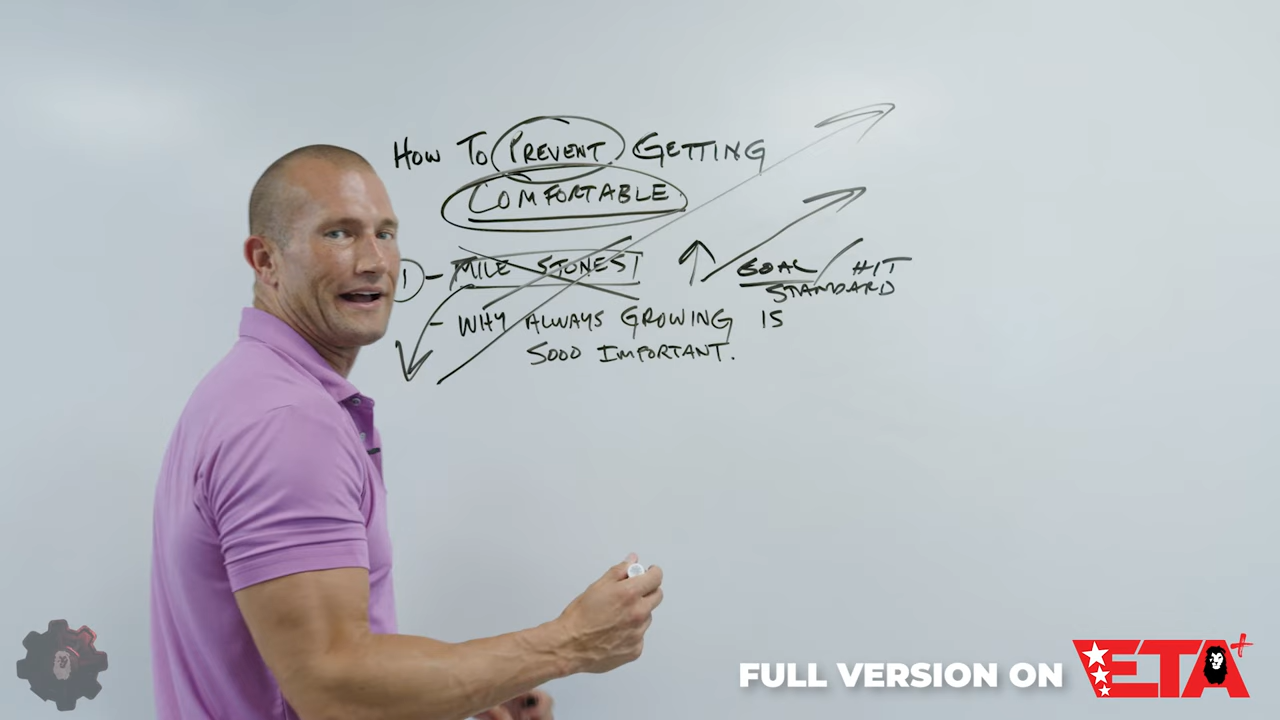 HOW TO PREVENT GETTING
COMFORTABLE
1 - MILE STONES!
GOAL / HIT
STANDARD
- WHY ALWAYS GROWING IS
SOOO IMPORTANT.
FULL VERSION ON ETA+